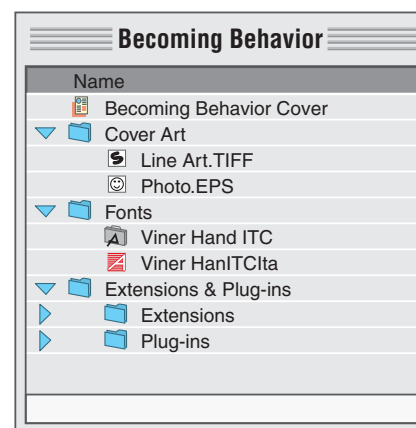 Becoming Behavior
Name
Becoming Behavior Cover
Cover Art
Line Art.TIFF
Photo.EPS
Fonts
Viner Hand ITC
Viner HanITCIta
Extensions & Plug-ins
Extensions
Plug-ins